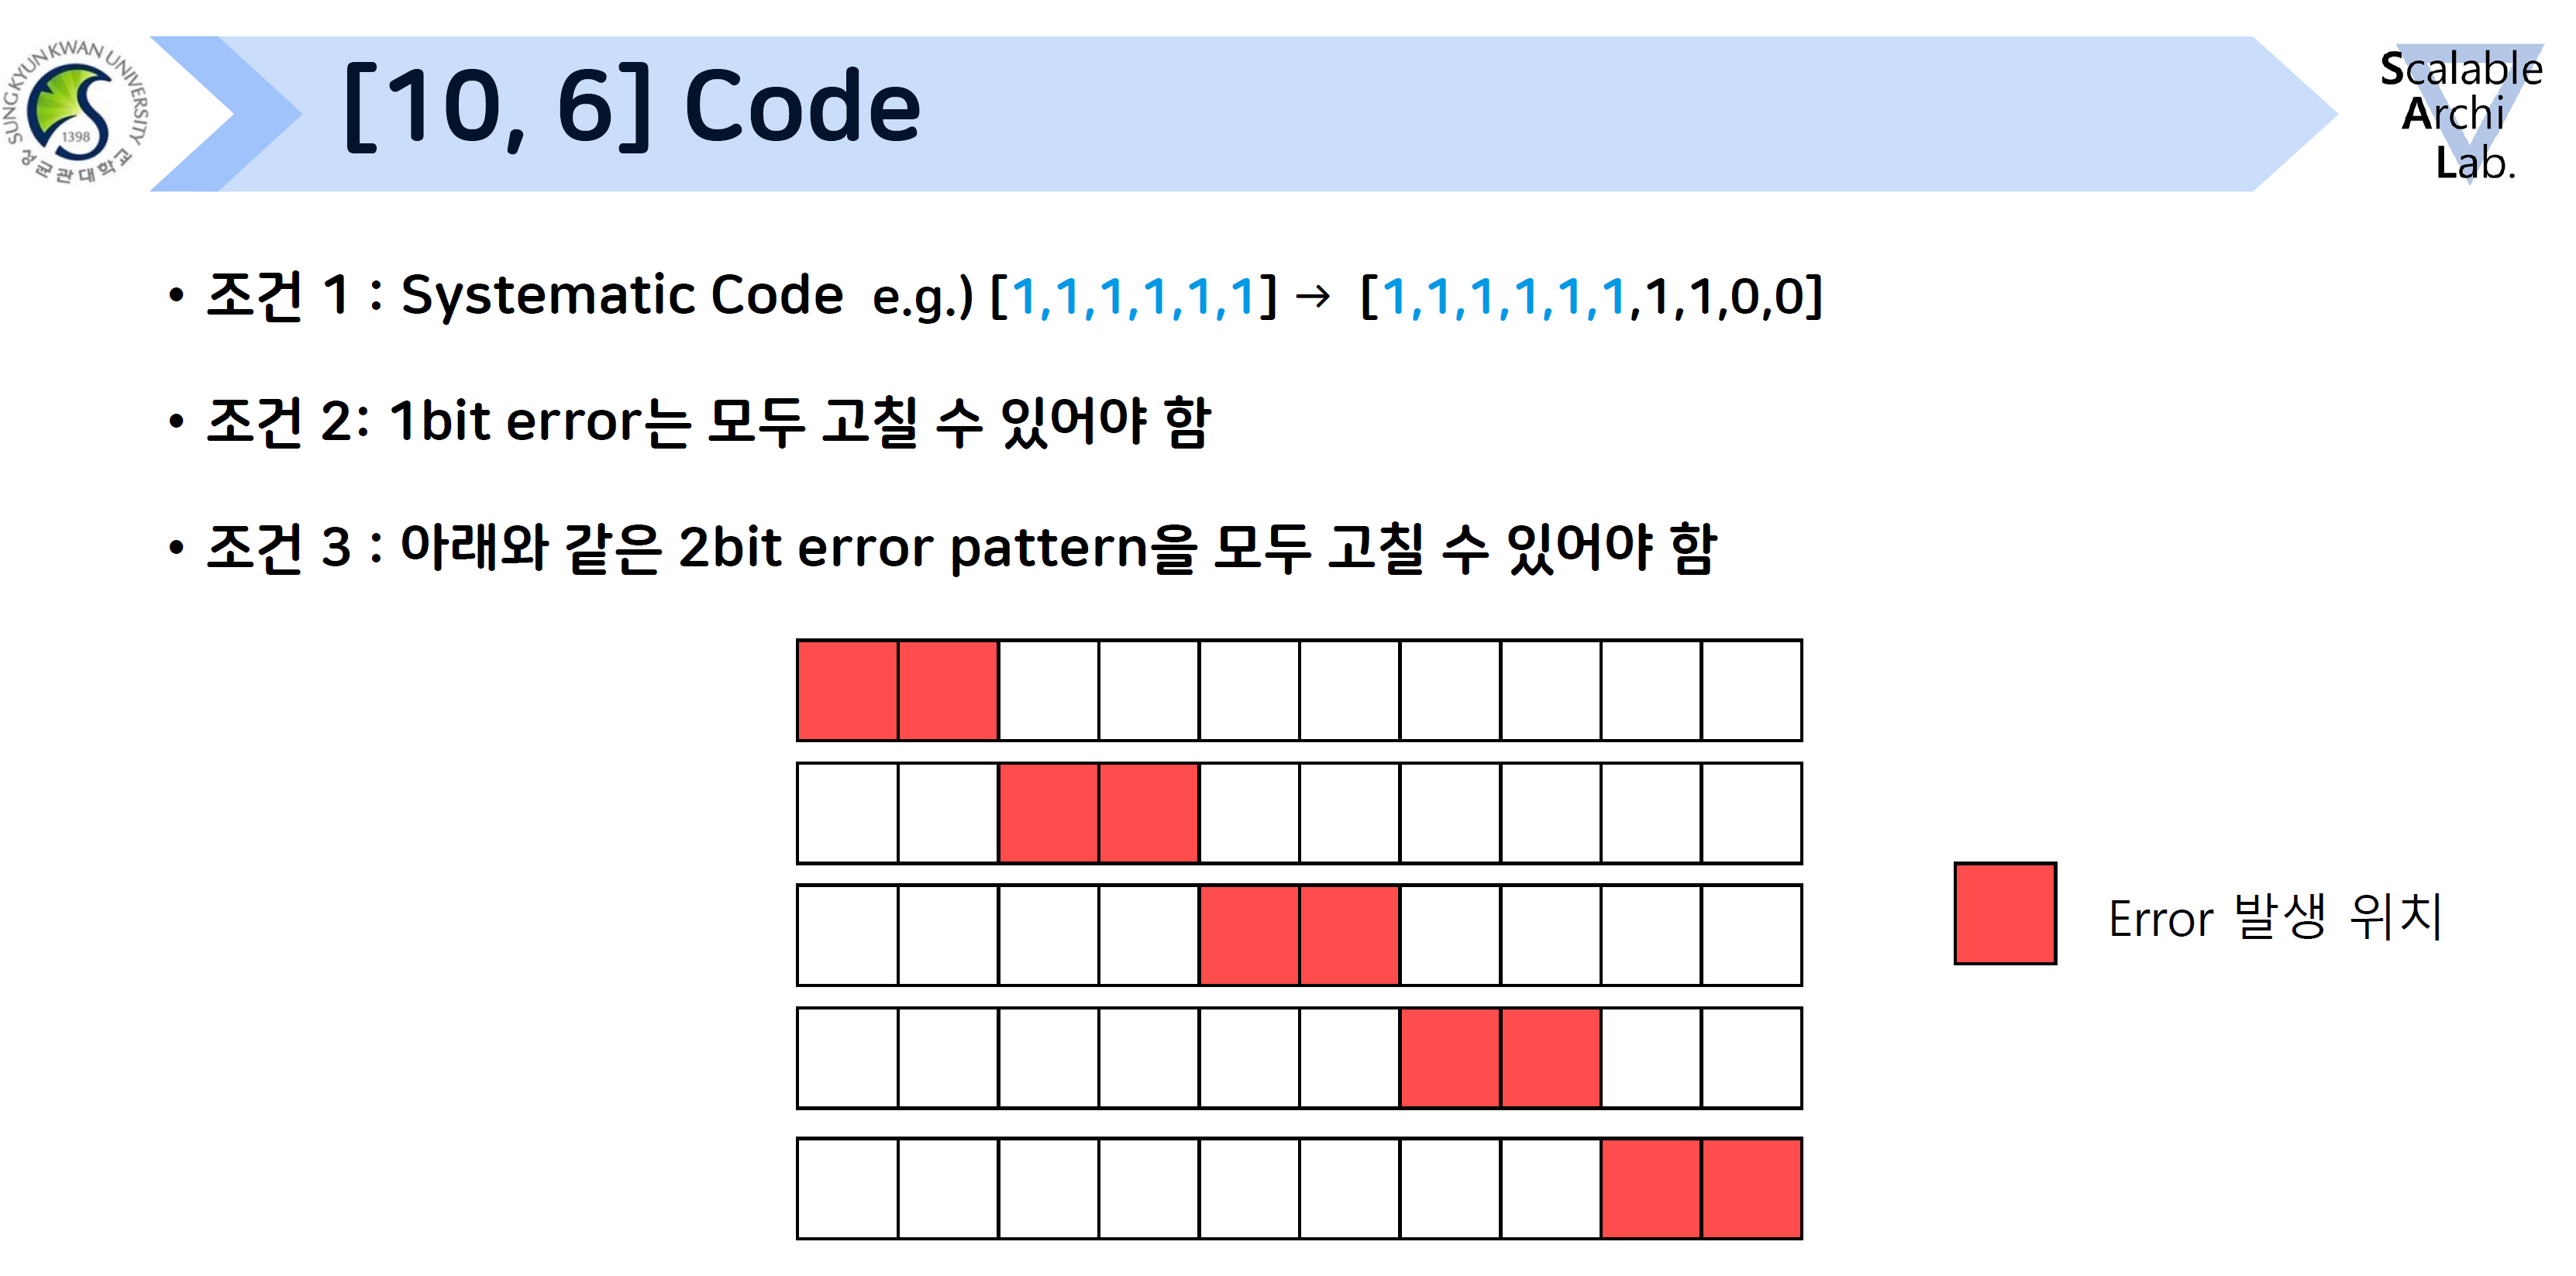 SUNGKYUNKWAN UNIVERSITY
1398
성균관대학교
[10, 6] Code
Scalable
Archi
Lab.
• 조건 1 : Systematic Code e.g.) [1,1,1,1,1,1] → [1,1,1,1,1,1,1,1,0,0]
• 조건 2: 1bit error는 모두 고칠 수 있어야 함
• 조건 3 : 아래와 같은 2bit error pattern을 모두 고칠 수 있어야 함
Error 발생 위치